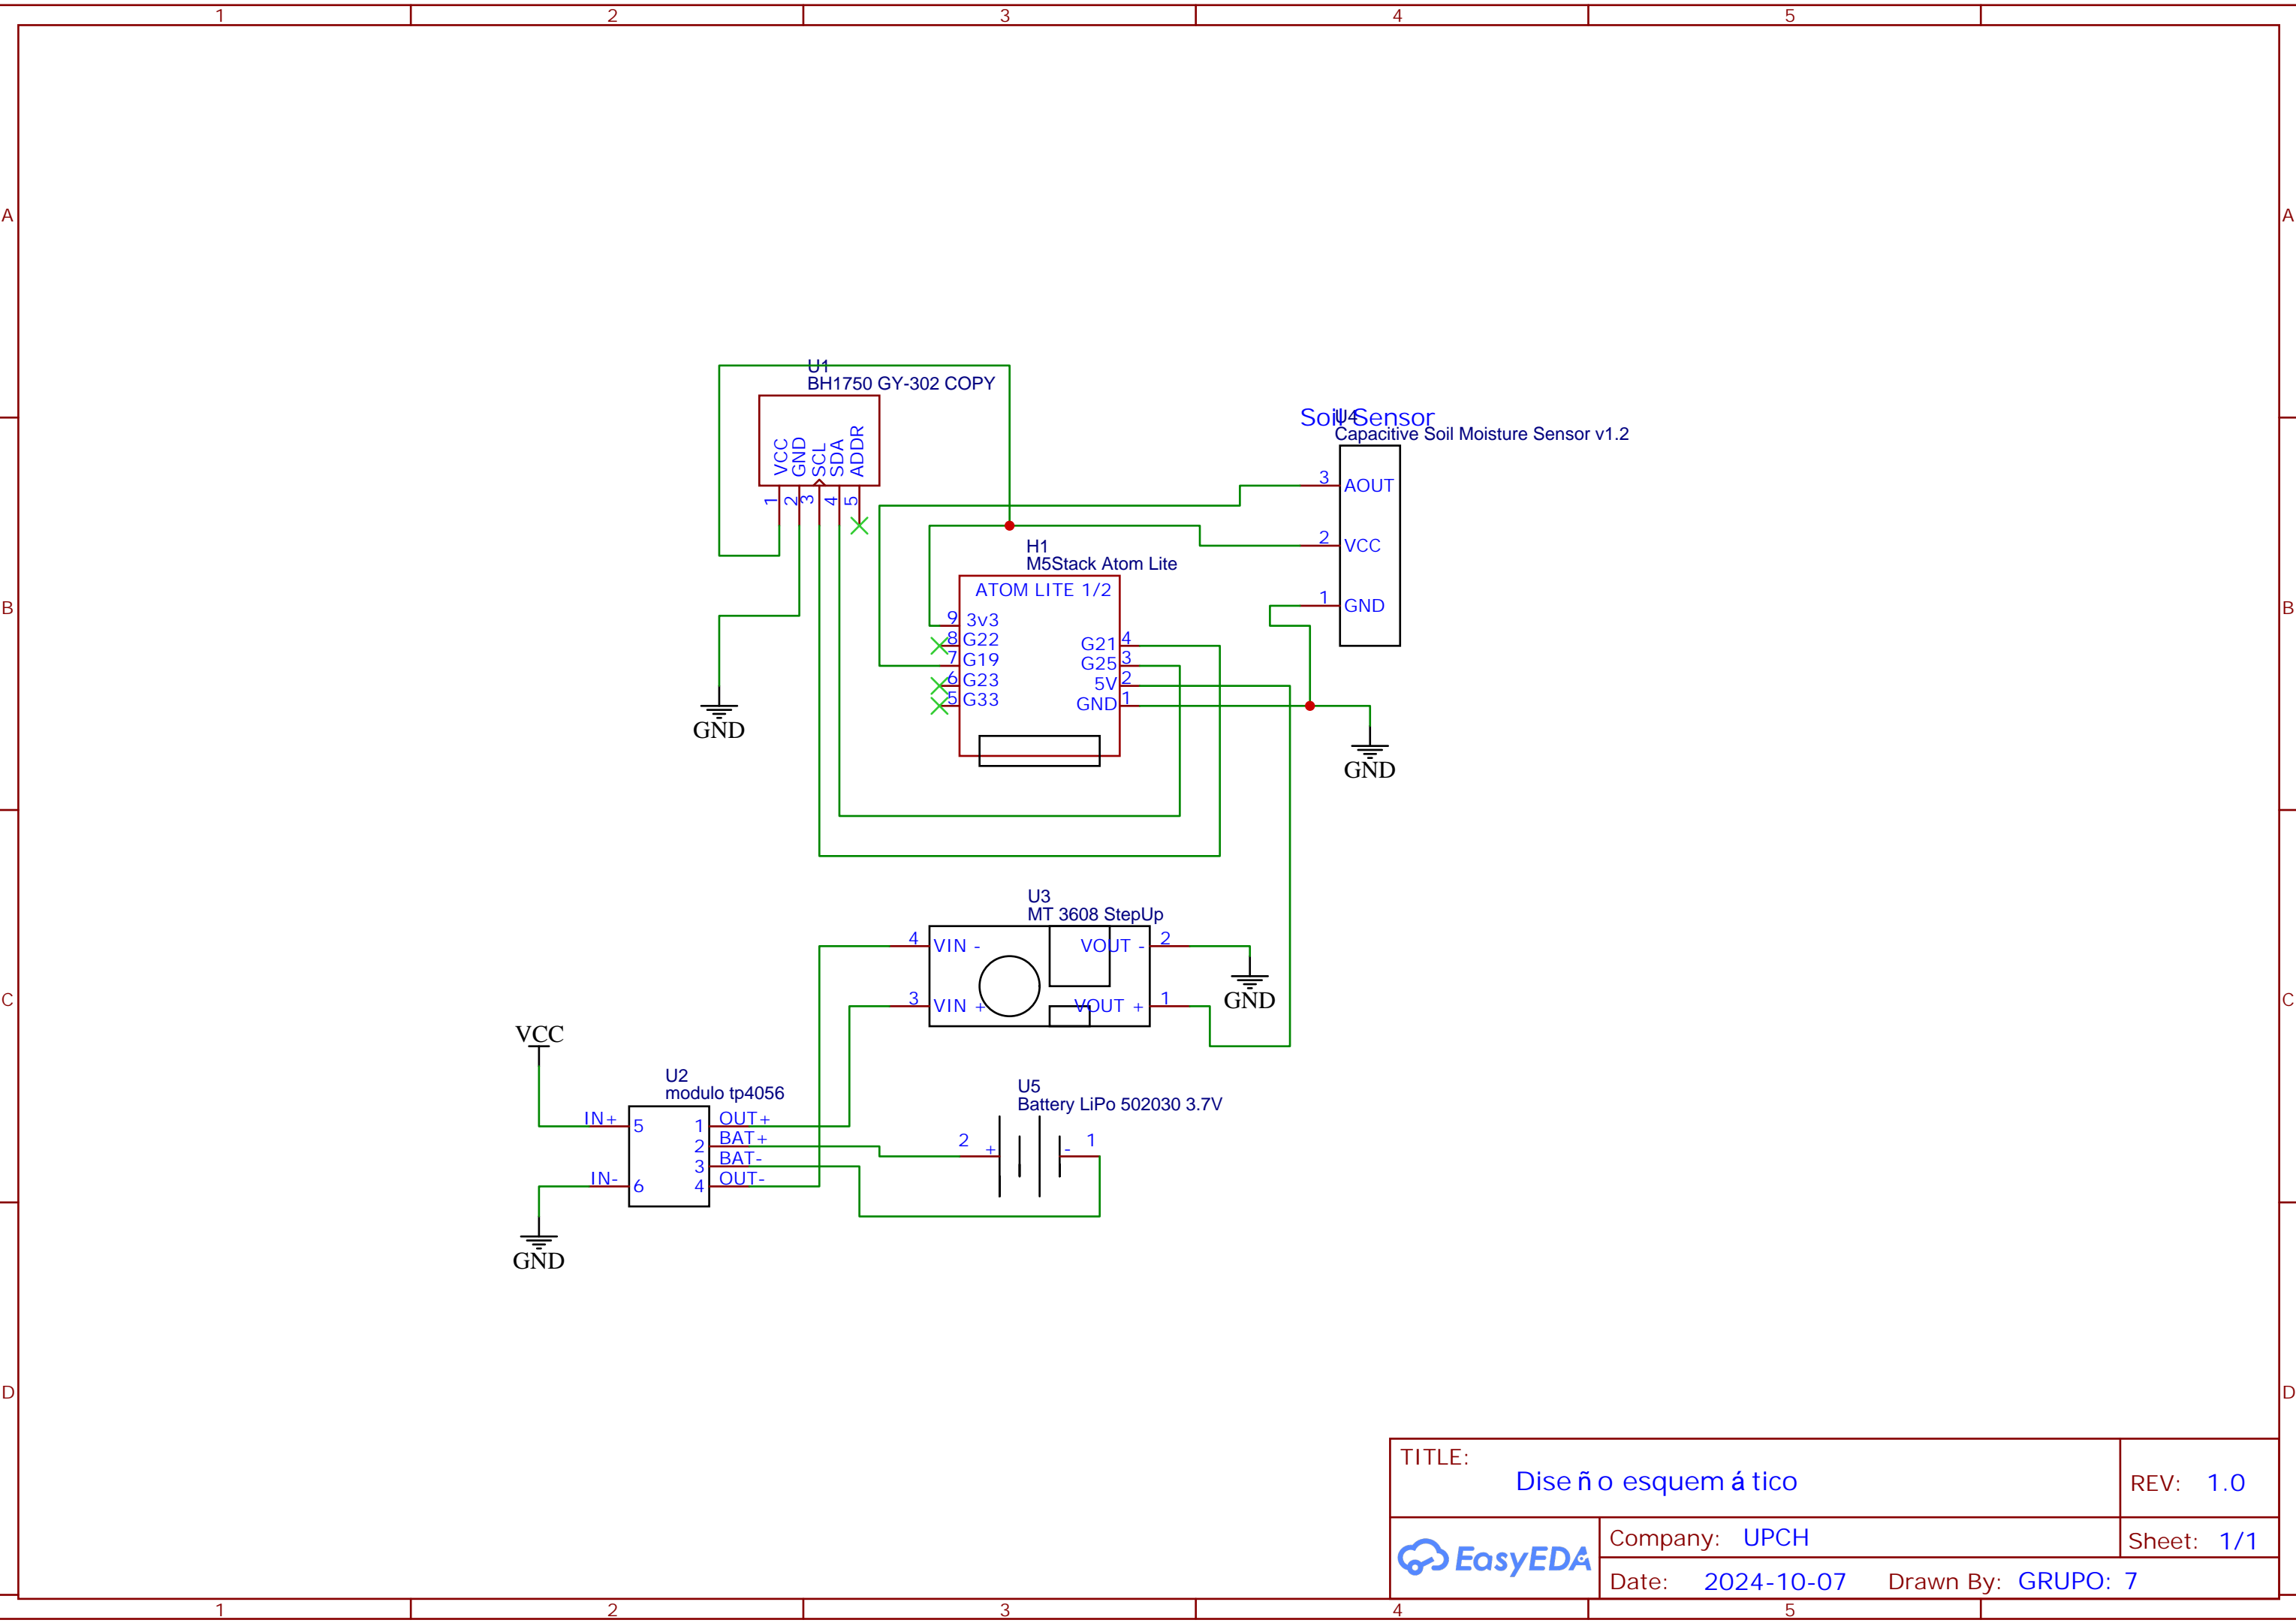 1 2 3 4 5
A A
U1
BH1750 GY-302 COPY
VCC
GND
SCL
SDA
ADDR
1
2
3
4
5
Soil Sensor
U4
Capacitive Soil Moisture Sensor v1.2
3 AOUT
2 VCC
1 GND
B B
H1
M5Stack Atom Lite
ATOM LITE 1/2
9 3v3
8 G22
7 G19
6 G23
5 G33
G21 4
G25 3
5V 2
GND 1
GND
GND
U3
MT 3608 StepUp
4 VIN -
3 VIN +
VOUT - 2
VOUT + 1
GND
C C
VCC
U2
modulo tp4056
IN+ 5
IN- 6
1 OUT+
2 BAT+
3 BAT-
4 OUT-
GND
U5
Battery LiPo 502030 3.7V
2 + - 1
D D
TITLE:
Diseño esquemático
REV: 1.0
EasyEDA
Company: UPCH
Sheet: 1/1
Date: 2024-10-07 Drawn By: GRUPO: 7
1 2 3 4 5